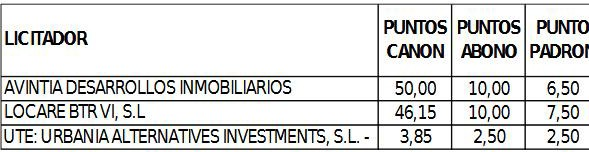 LICITADOR PUNTOS CANON PUNTOS ABONO PUNTO PADRON
AVINTIA DESARROLLOS INMOBILIARIOS 50,00 10,00 6,50
LOCARE BTR VI, S.L 46,15 10,00 7,50
UTE: URBANIA ALTERNATIVES INVESTMENTS, S.L. - 3,85 2,50 2,50